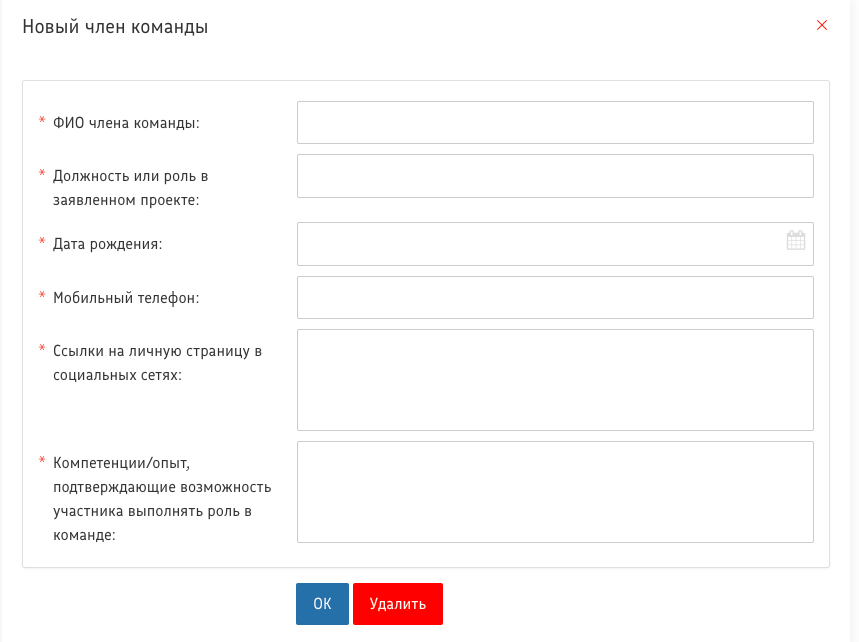 Новый член команды
* ФИО члена команды:
* Должность или роль в
заявленном проекте:
* Дата рождения:
* Мобильный телефон:
* Ссылки на личную страницу в
социальных сетях:
* Компетенции/опыт,
подтверждающие возможность
участника выполнять роль в
команде:
ОК
Удалить